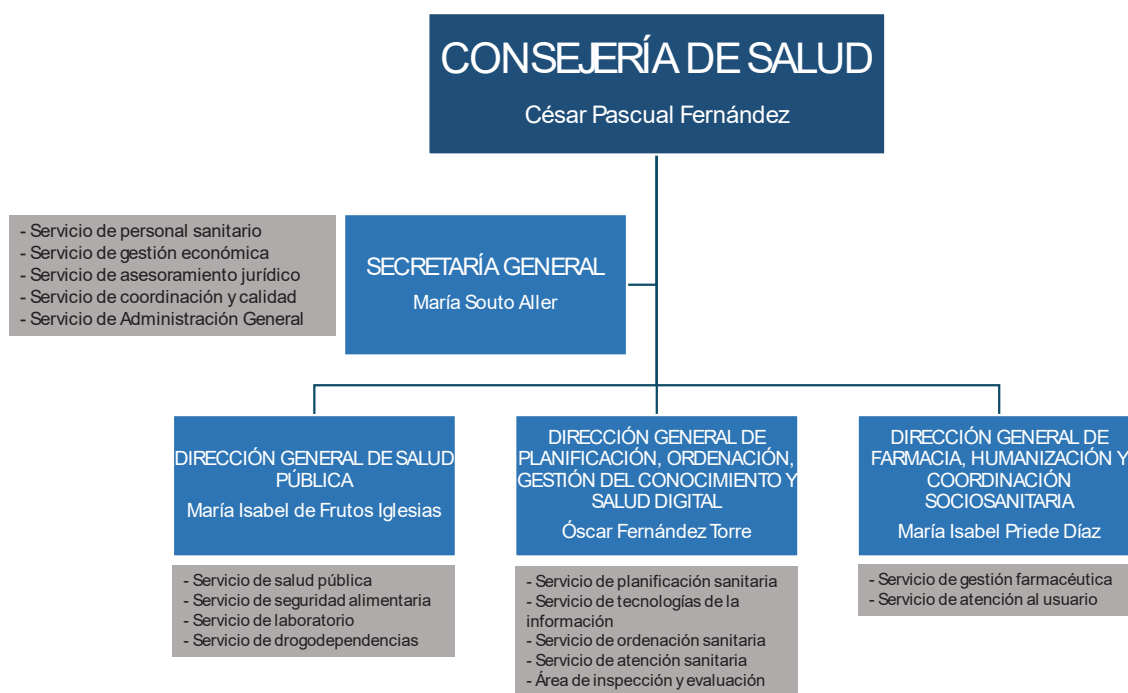 CONSEJERÍA DE SALUD
César Pascual Fernández
- Servicio de personal sanitario
- Servicio de gestión económica
- Servicio de asesoramiento jurídico
- Servicio de coordinación y calidad
- Servicio de Administración General
SECRETARÍA GENERAL
María Souto Aller
DIRECCIÓN GENERAL DE SALUD
PÚBLICA
María Isabel de Frutos Iglesias
- Servicio de salud pública
- Servicio de seguridad alimentaria
- Servicio de laboratorio
- Servicio de drogodependencias
DIRECCIÓN GENERAL DE
PLANIFICACIÓN, ORDENACIÓN,
GESTIÓN DEL CONOCIMIENTO Y
SALUD DIGITAL
Óscar Fernández Torre
- Servicio de planificación sanitaria
- Servicio de tecnologías de la
información
- Servicio de ordenación sanitaria
- Servicio de atención sanitaria
- Área de inspección y evaluación
DIRECCIÓN GENERAL DE
FARMACIA, HUMANIZACIÓN Y
COORDINACIÓN
SOCIOSANITARIA
María Isabel Priede Díaz
- Servicio de gestión farmacéutica
- Servicio de atención al usuario